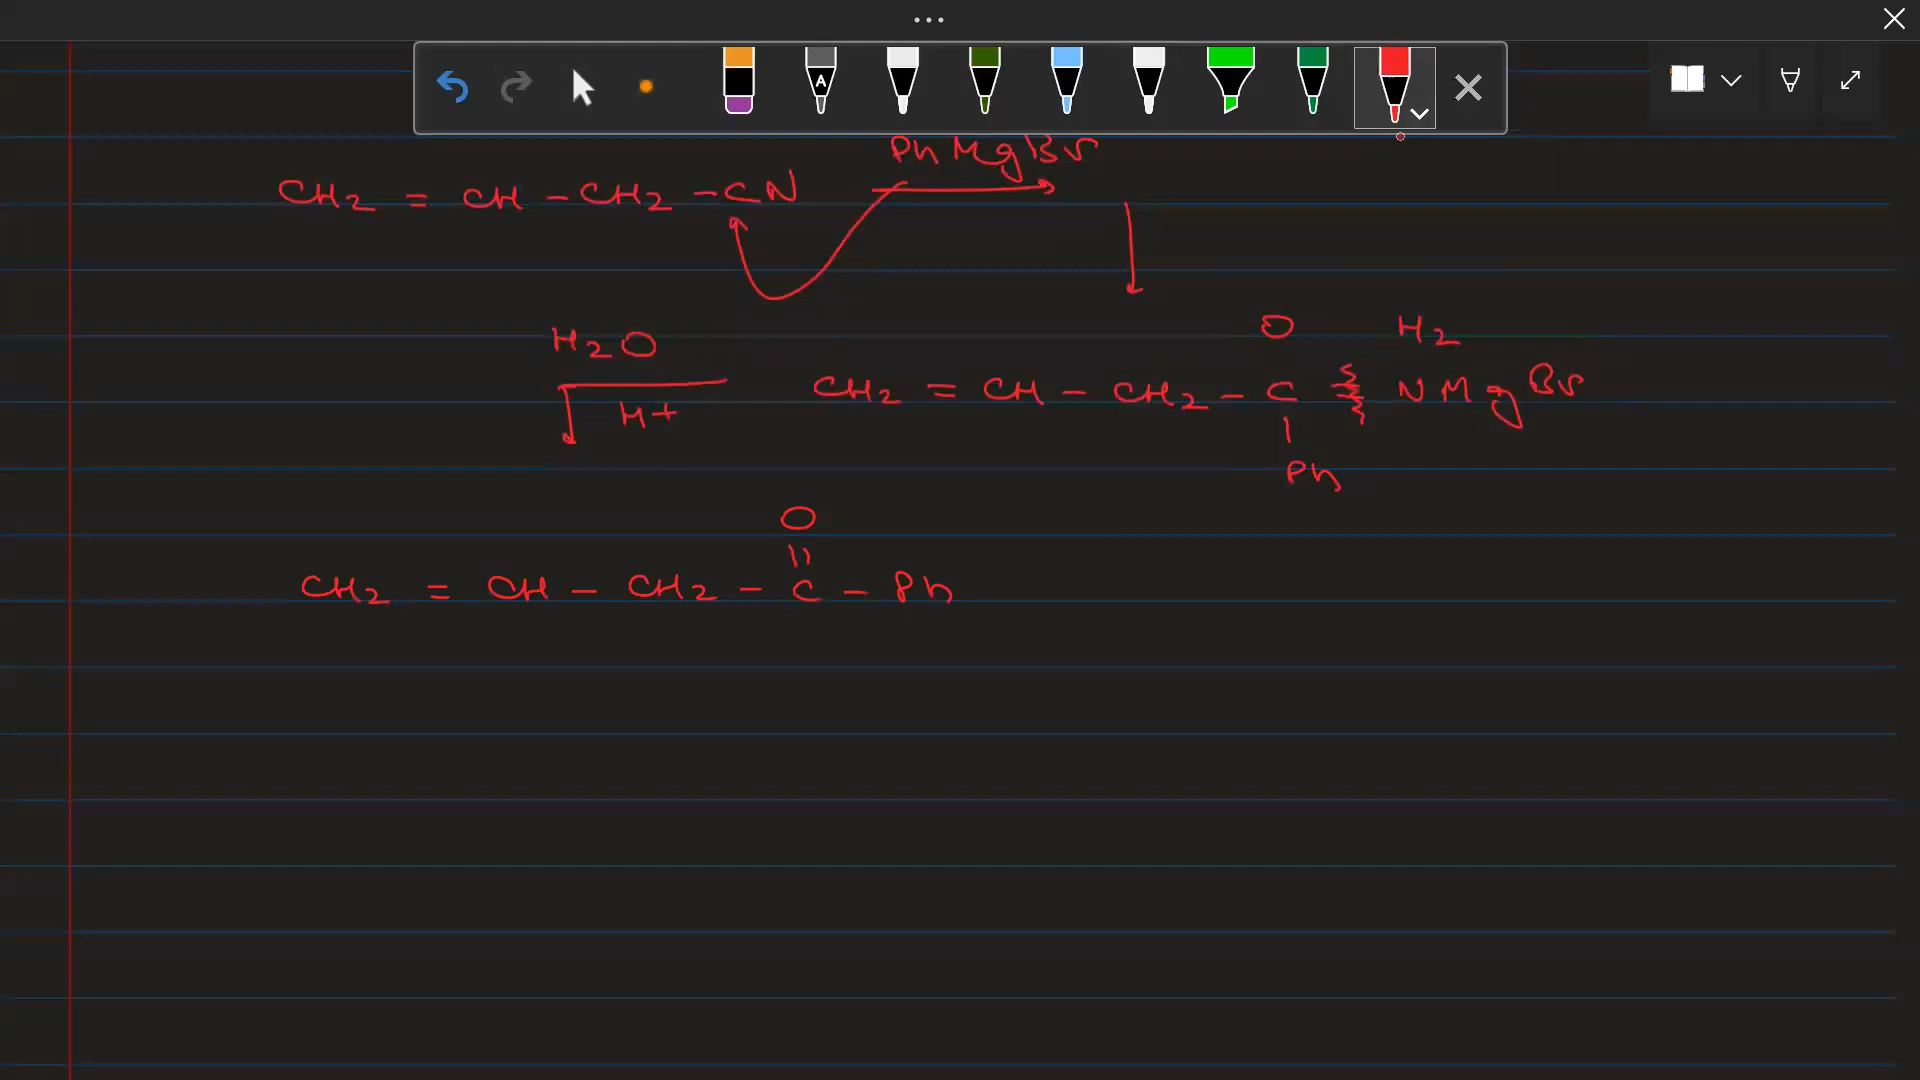 PhMgBr
CH2 = CH - CH2 - CN
O H2
H2O
CH2 = CH - CH2 - C NMgBr
H+
Ph
O
CH2 = CH - CH2 - C - Ph